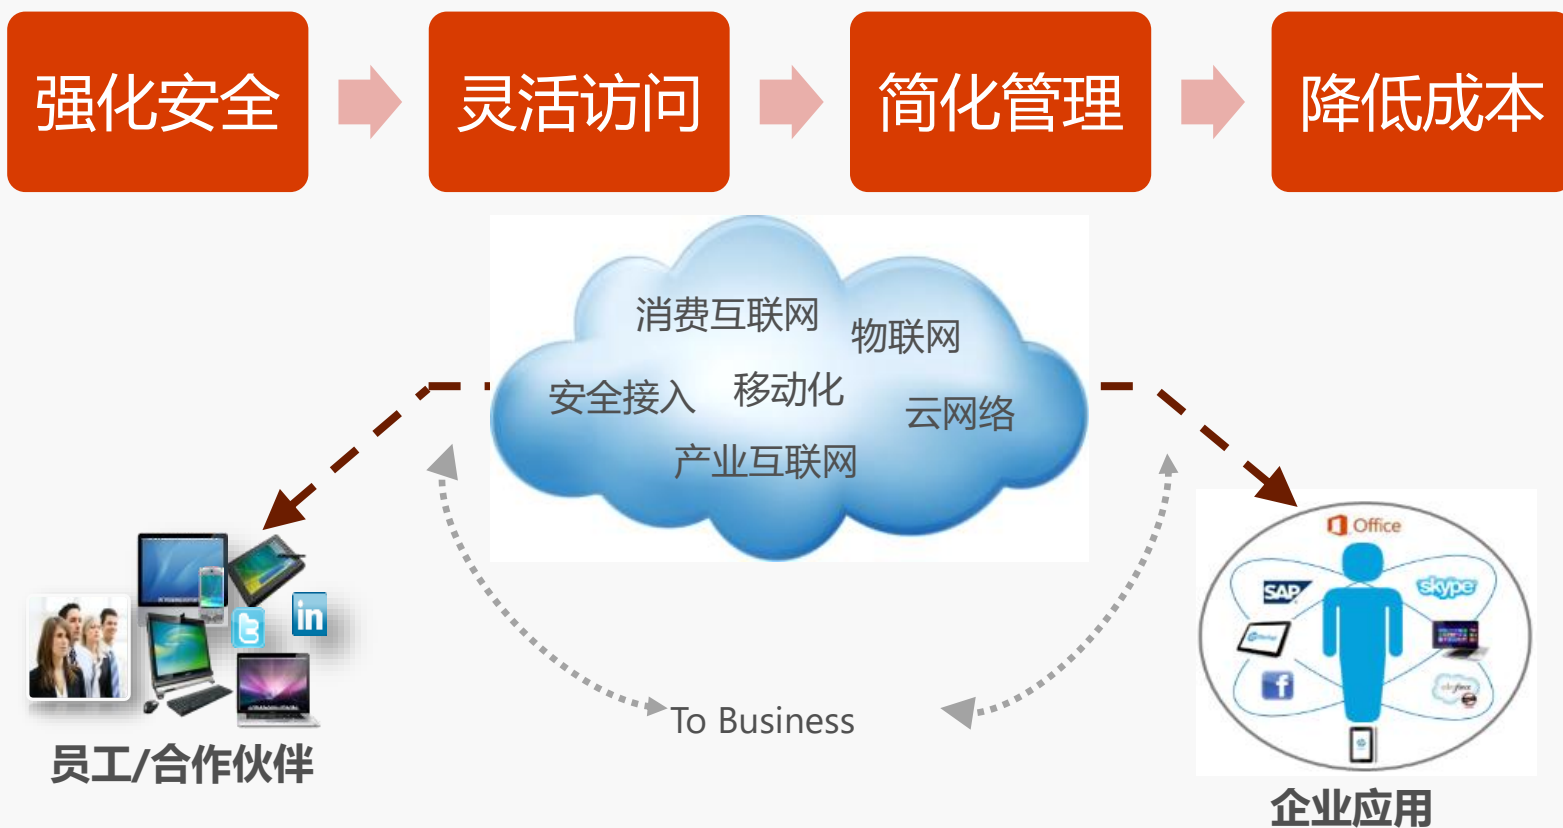 强化安全
灵活访问
简化管理
降低成本
消费互联网
物联网
安全接入
移动化
云网络
产业互联网
Office
SAP
skype
in
To Business
员工/合作伙伴
企业应用